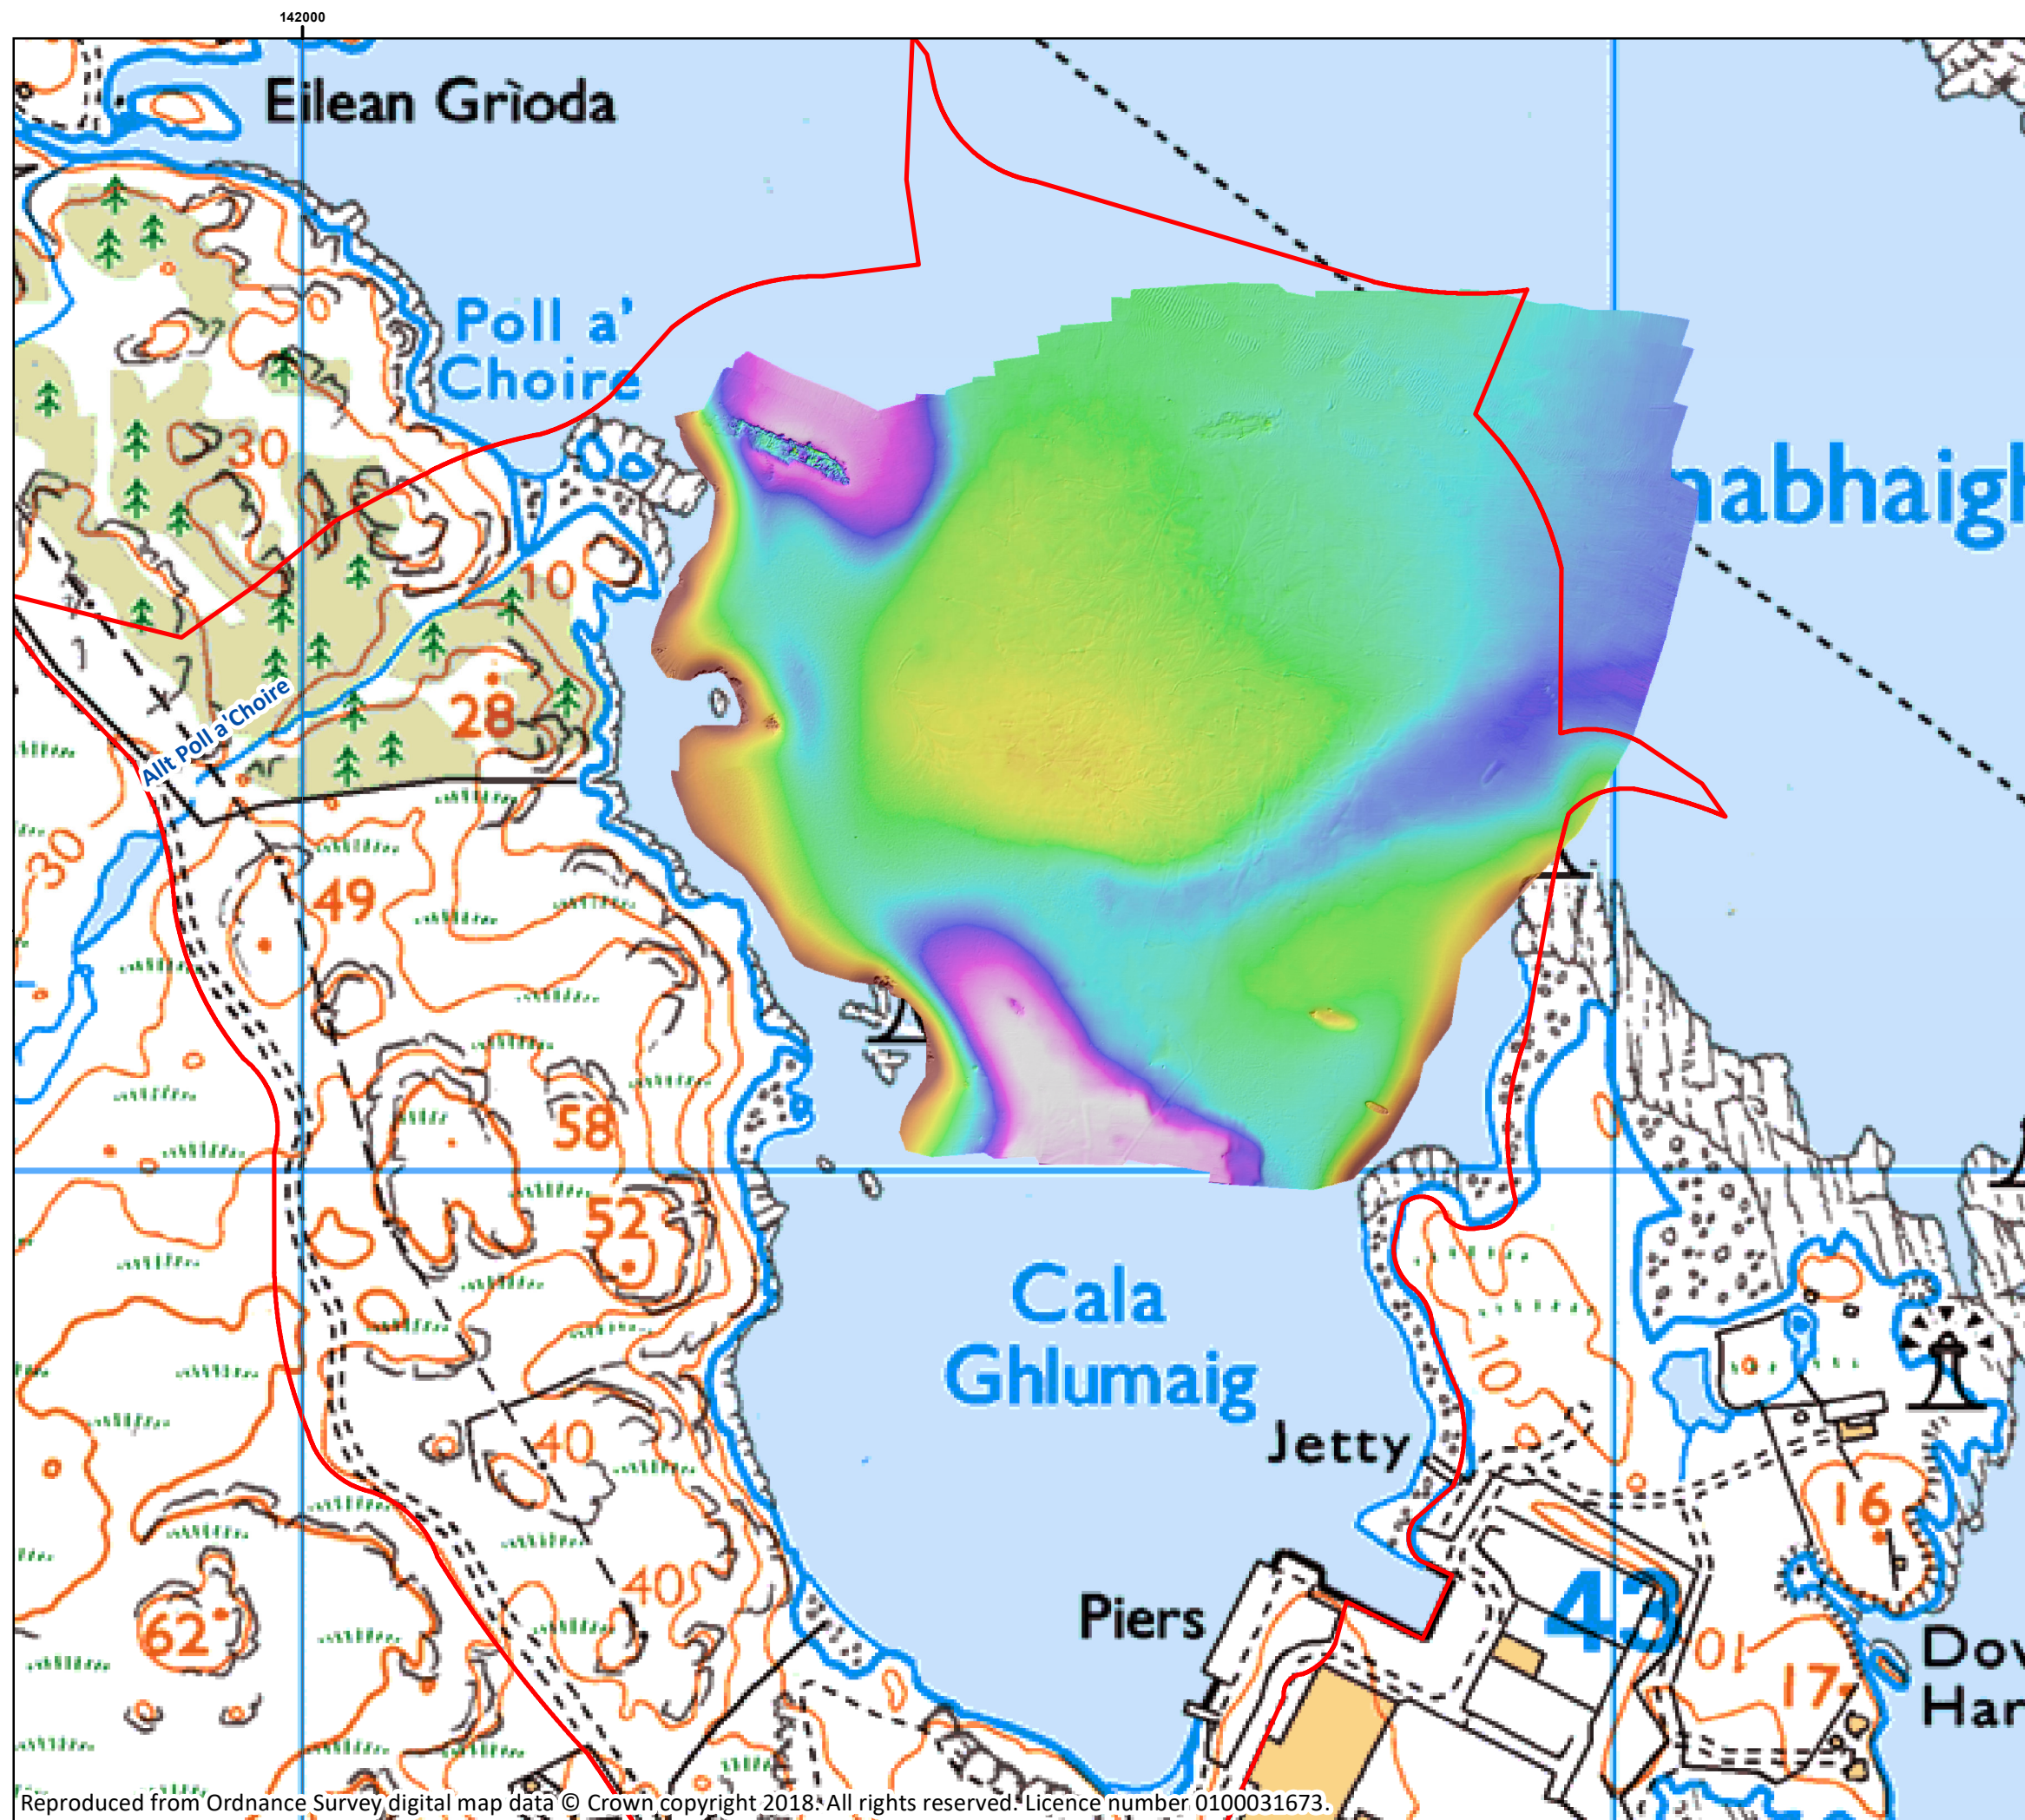 142000
Eilean Grìoda
Poll a'
Choire
50
30
10
28
Allt Poll a'Choire
nabhaigh
30
49
58
52
Cala
Ghlumaig
10
Jetty
40
40
16
62
Piers
43
10
17
Dov
Har
Reproduced from Ordnance Survey digital map data © Crown copyright 2018. All rights reserved. Licence number 0100031673.